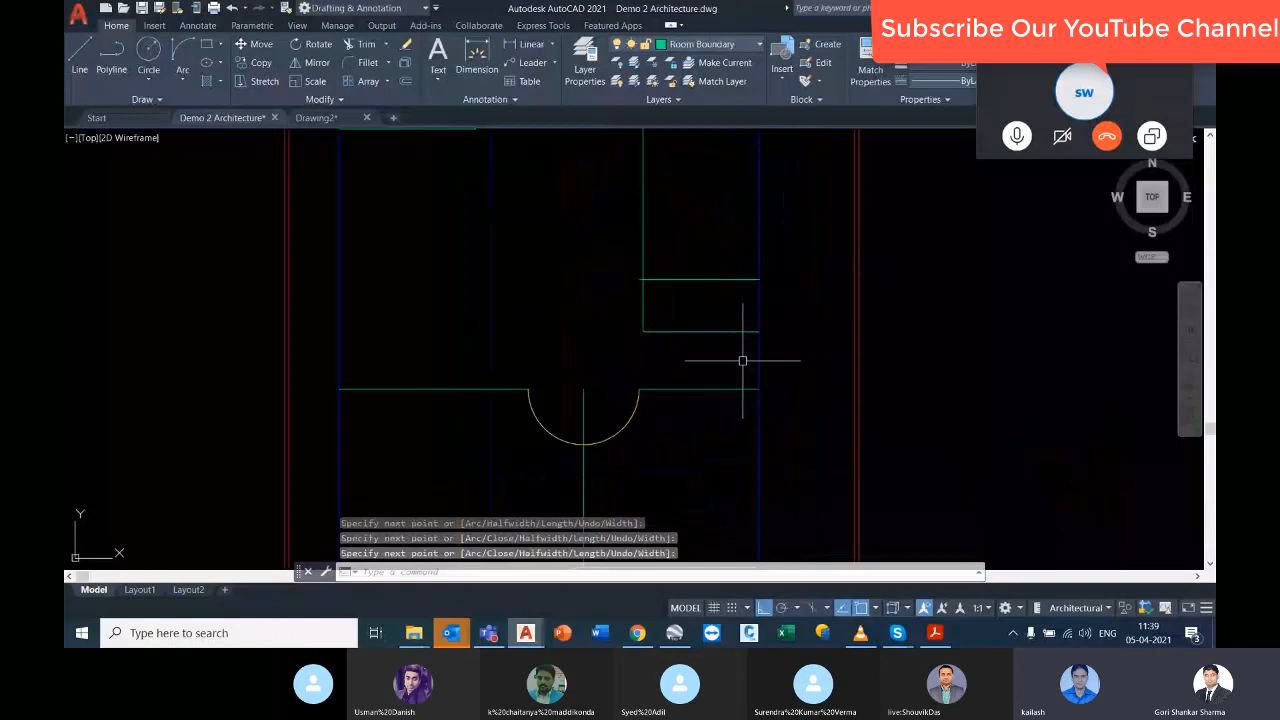 Drafting & Annotation
Autodesk AutoCAD 2021 Demo 2 Architecture.dwg
Subscribe Our YouTube Channel
Home Insert Annotate Parametric View Manage Output Add-ins Collaborate Express Tools Featured Apps
Line Polyline Circle Arc
Move Rotate Trim
Copy Mirror Fillet
Stretch Scale Array
Text Dimension
Linear
Leader
Table
Layer Properties
Room Boundary
Make Current
Match Layer
Insert
Create
Edit
Match Properties
Draw Modify Annotation Layers Block Properties
sw
Start Demo 2 Architecture* Drawing2*
[−][Top][2D Wireframe]
N
W TOP E
S
Y
X
Specify next point or [Arc/Halfwidth/Length/Undo/Width]:
Specify next point or [Arc/Close/Halfwidth/Length/Undo/Width]:
Specify next point or [Arc/Close/Halfwidth/Length/Undo/Width]:
Type a command
Model Layout1 Layout2 +
MODEL 1:1 Architectural
Type here to search
ENG
11:39
05-04-2021
3
Usman%20Danish k%20chaitanya%20maddikonda Syed%20Adil Surendra%20Kumar%20Verma live:ShouvikDas kailash Gori Shankar Sharma